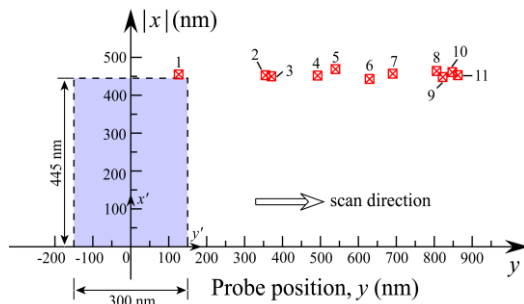 |x| (nm)
500
400
300
200
100
445 nm
x′
y′
1
2
3
4
5
6
7
8
9
10
11
scan direction
-200 -100 0 100 200 300 400 500 600 700 800 900
y
300 nm
Probe position, y (nm)